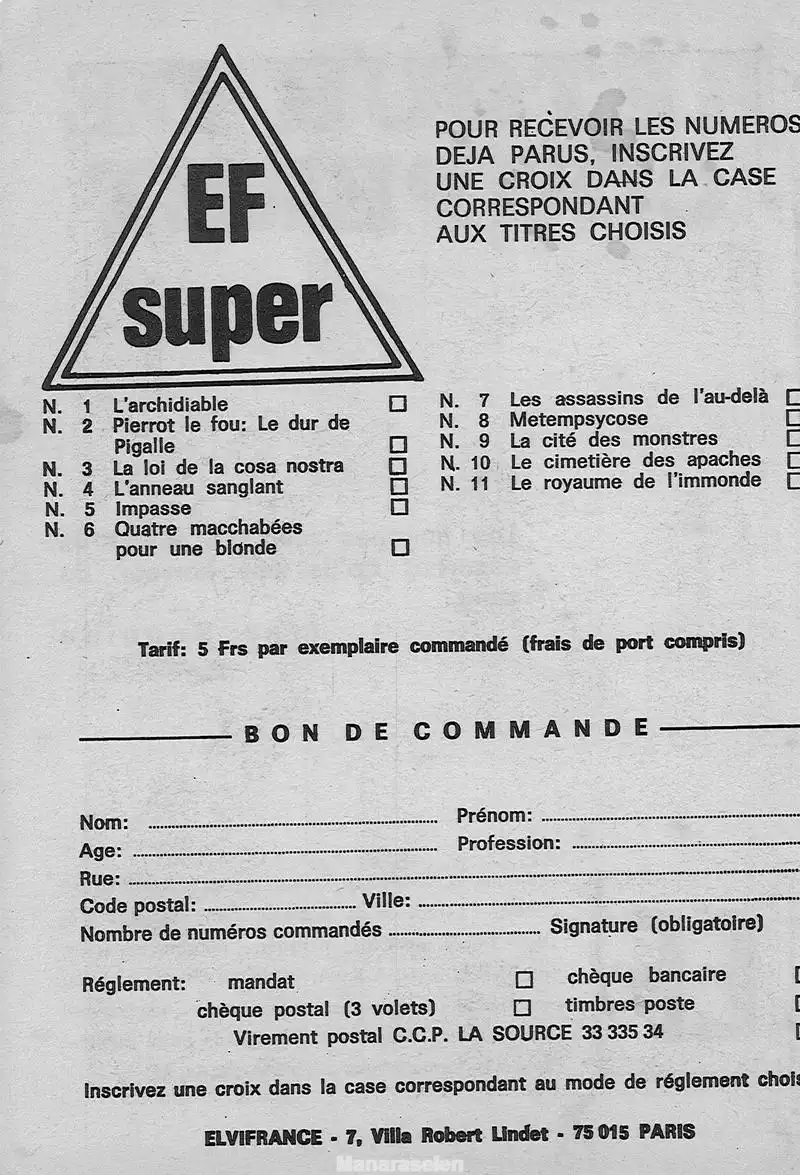 EF
super
POUR RECEVOIR LES NUMEROS
DEJA PARUS, INSCRIVEZ
UNE CROIX DANS LA CASE
CORRESPONDANT
AUX TITRES CHOISIS
N. 1 L'archidiable
N. 2 Pierrot le fou: Le dur de
Pigalle
N. 3 La loi de la cosa nostra
N. 4 L'anneau sanglant
N. 5 Impasse
N. 6 Quatre macchabées
pour une blonde
N. 7 Les assassins de l'au-delà
N. 8 Metempsycose
N. 9 La cité des monstres
N. 10 Le cimetière des apaches
N. 11 Le royaume de l'immonde
Tarif: 5 Frs par exemplaire commandé (frais de port compris)
BON DE COMMANDE
Nom: Prénom:
Age: Profession:
Rue:
Code postal: Ville:
Nombre de numéros commandés Signature (obligatoire)
Réglement: mandat chèque bancaire
chèque postal (3 volets) timbres poste
Virement postal C.C.P. LA SOURCE 33 335 34
Inscrivez une croix dans la case correspondant au mode de réglement chois
ELVIFRANCE - 7, Villa Robert Lindet - 75 015 PARIS
Manaraselen